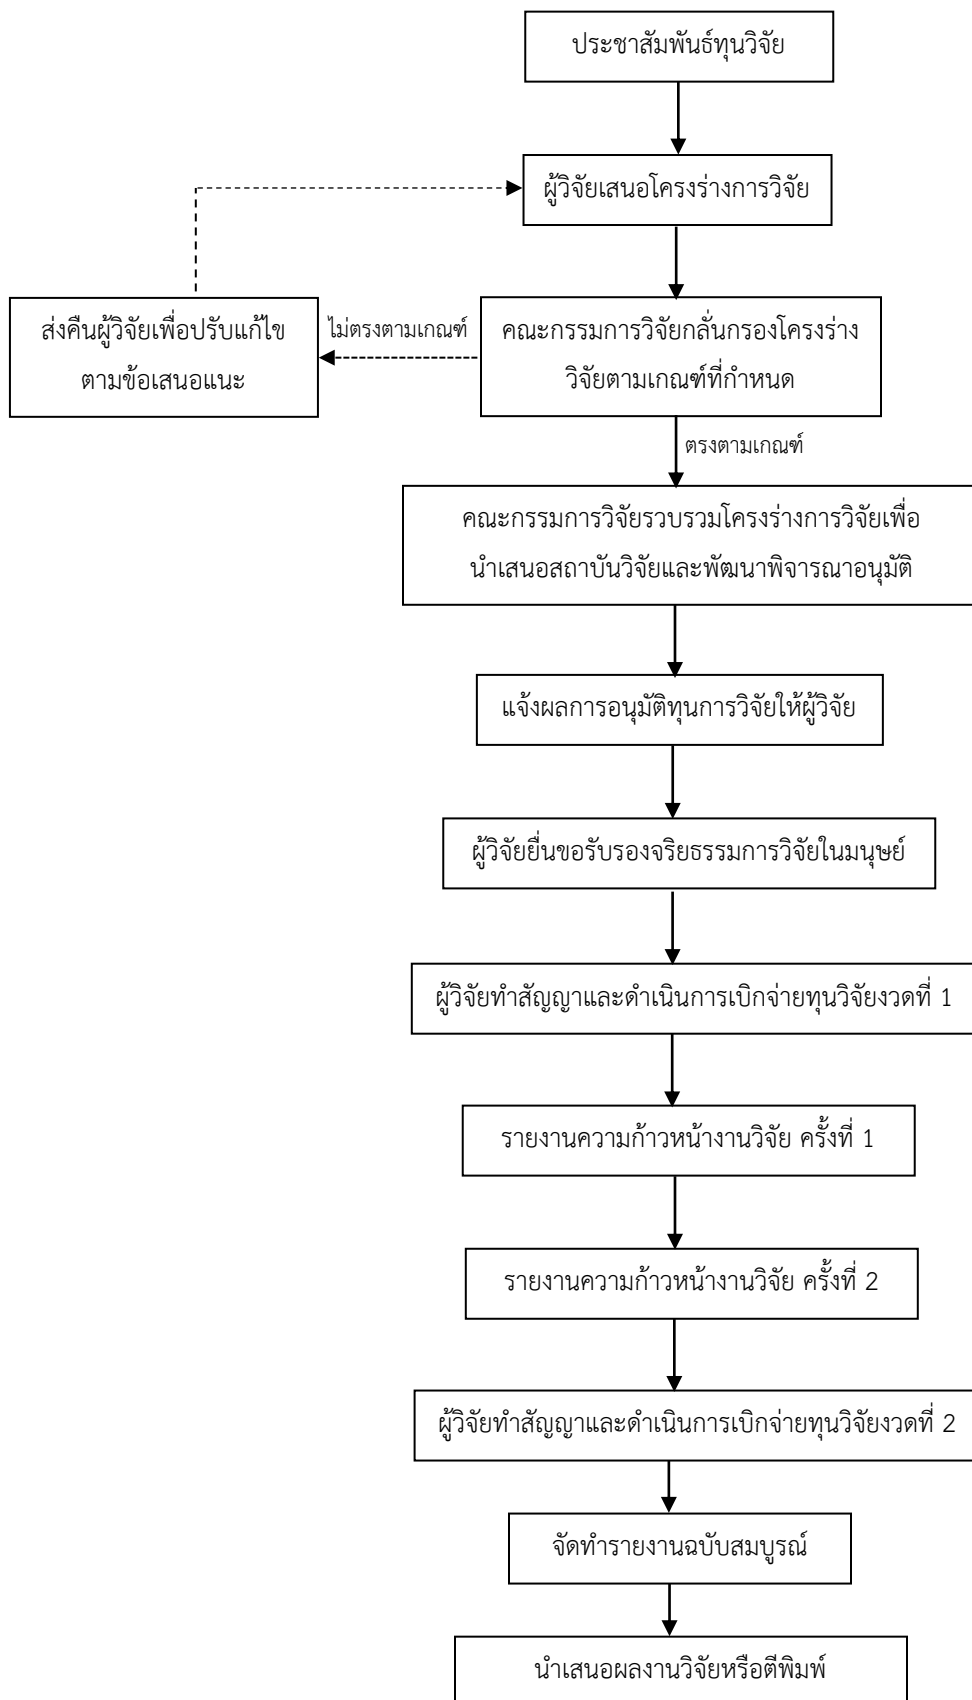 ประชาสัมพันธ์ทุนวิจัย
ผู้วิจัยเสนอโครงร่างการวิจัย
ส่งคืนผู้วิจัยเพื่อปรับแก้ไข
ตามข้อเสนอแนะ
ไม่ตรงตามเกณฑ์
คณะกรรมการวิจัยกลั่นกรองโครงร่าง
วิจัยตามเกณฑ์ที่กำหนด
ตรงตามเกณฑ์
คณะกรรมการวิจัยรวบรวมโครงร่างการวิจัยเพื่อ
นำเสนอสถาบันวิจัยและพัฒนาพิจารณาอนุมัติ
แจ้งผลการอนุมัติทุนการวิจัยให้ผู้วิจัย
ผู้วิจัยยื่นขอรับรองจริยธรรมการวิจัยในมนุษย์
ผู้วิจัยทำสัญญาและดำเนินการเบิกจ่ายทุนวิจัยงวดที่ 1
รายงานความก้าวหน้างานวิจัย ครั้งที่ 1
รายงานความก้าวหน้างานวิจัย ครั้งที่ 2
ผู้วิจัยทำสัญญาและดำเนินการเบิกจ่ายทุนวิจัยงวดที่ 2
จัดทำรายงานฉบับสมบูรณ์
นำเสนอผลงานวิจัยหรือตีพิมพ์